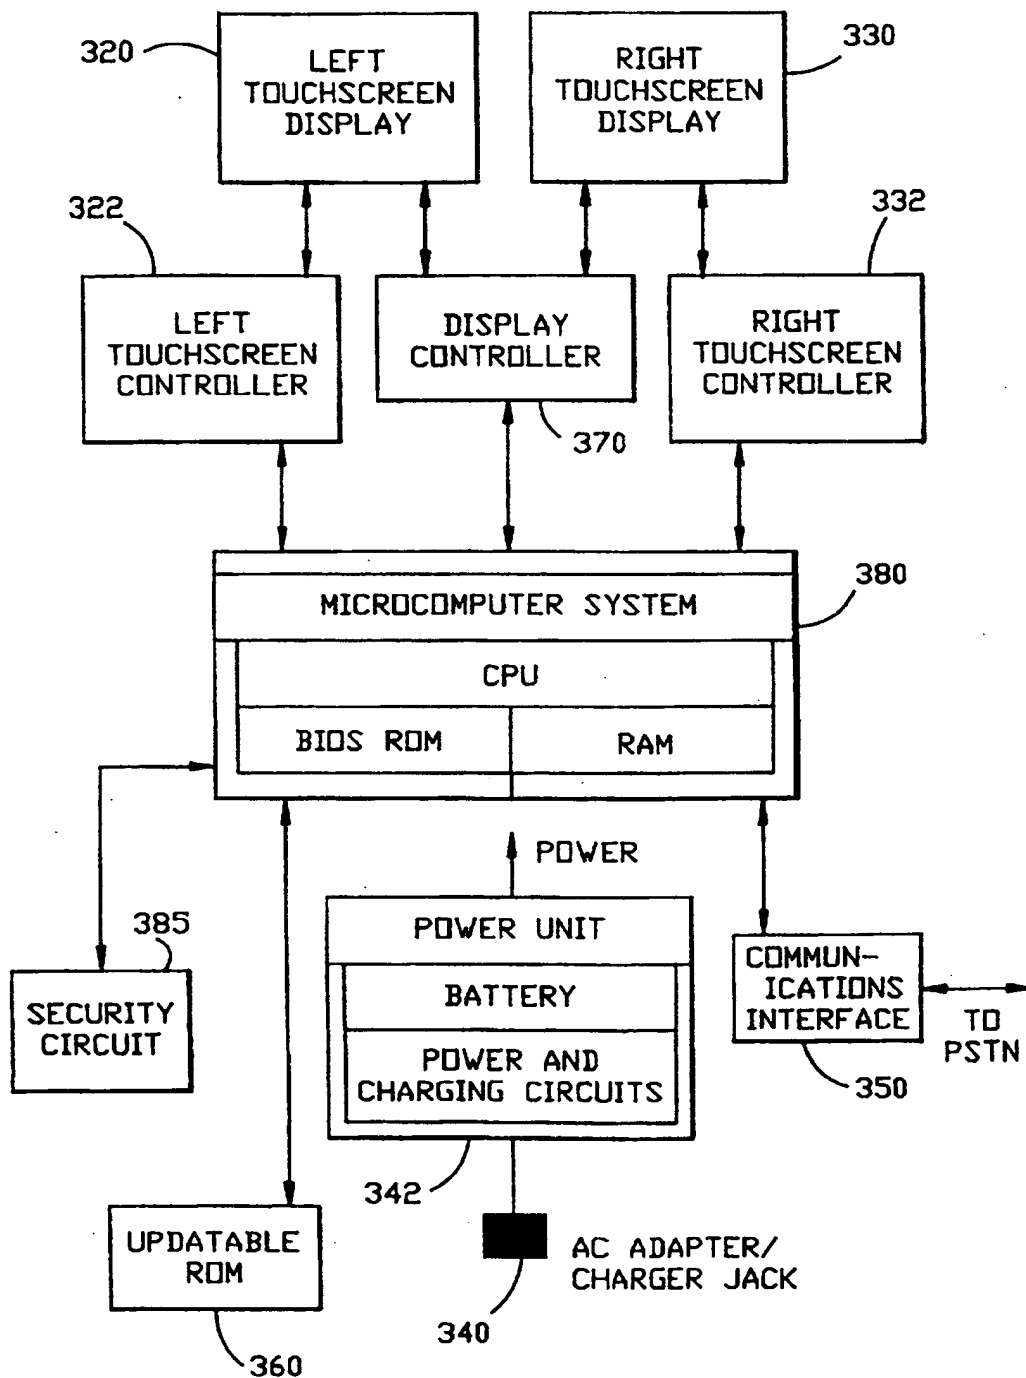 320
LEFT
TOUCHSCREEN
DISPLAY
RIGHT
TOUCHSCREEN
DISPLAY
330
322
332
LEFT
TOUCHSCREEN
CONTROLLER
DISPLAY
CONTROLLER
RIGHT
TOUCHSCREEN
CONTROLLER
370
380
MICROCOMPUTER SYSTEM
CPU
BIOS ROM
RAM
POWER
385
SECURITY
CIRCUIT
POWER UNIT
BATTERY
POWER AND
CHARGING CIRCUITS
COMMUN-
ICATIONS
INTERFACE
TO
PSTN
350
342
UPDATABLE
ROM
AC ADAPTER/
CHARGER JACK
340
360